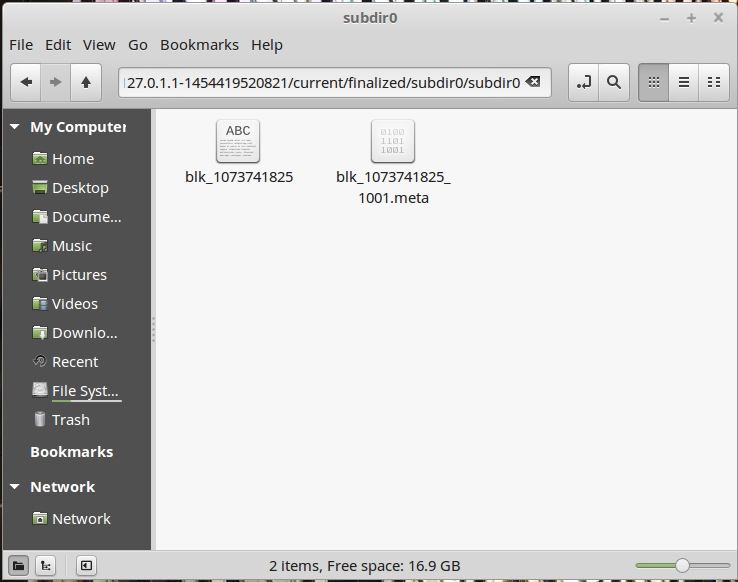 subdir0
File Edit View Go Bookmarks Help
27.0.1.1-1454419520821/current/finalized/subdir0/subdir0
My Computer
Home
Desktop
Docume...
Music
Pictures
Videos
Downlo...
Recent
File Syst...
Trash
Bookmarks
Network
Network
ABC
blk_1073741825
0100
1101
1001
blk_1073741825_
1001.meta
2 items, Free space: 16.9 GB